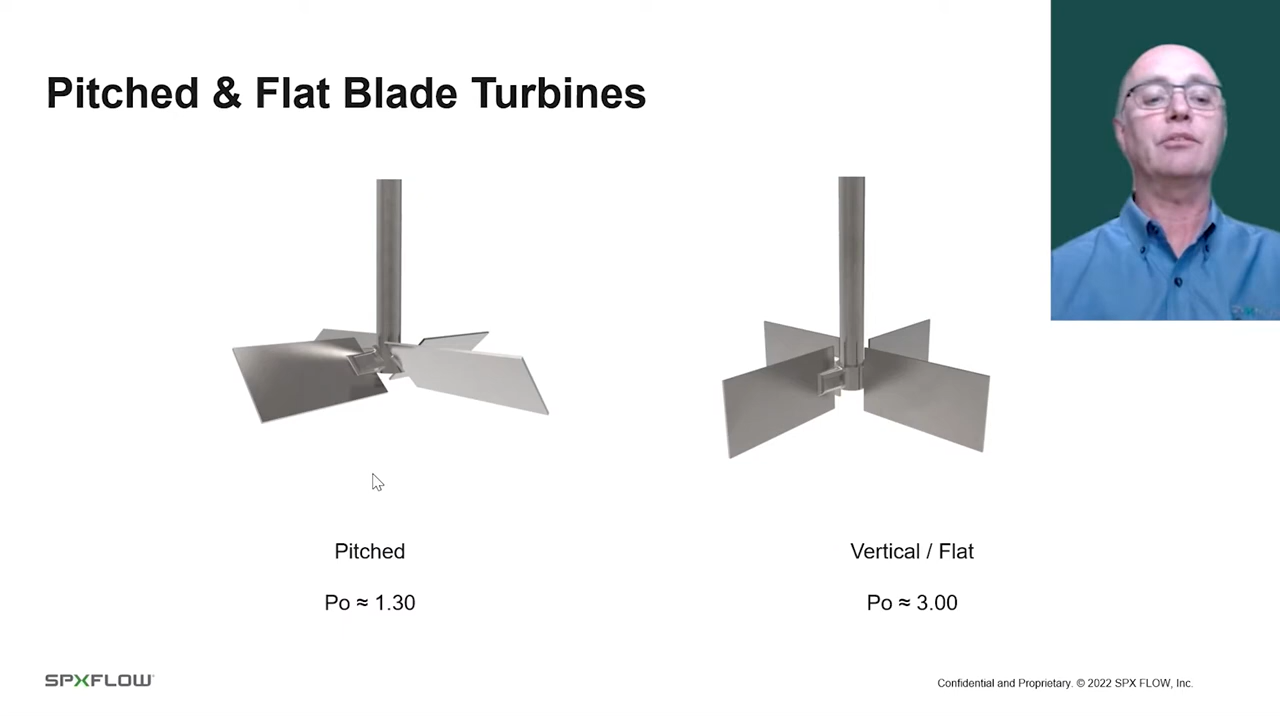 Pitched & Flat Blade Turbines
Pitched
Vertical / Flat
Po ≈ 1.30
Po ≈ 3.00
SPXFLOW
Confidential and Proprietary. © 2022 SPX FLOW, Inc.
SPXFLOW